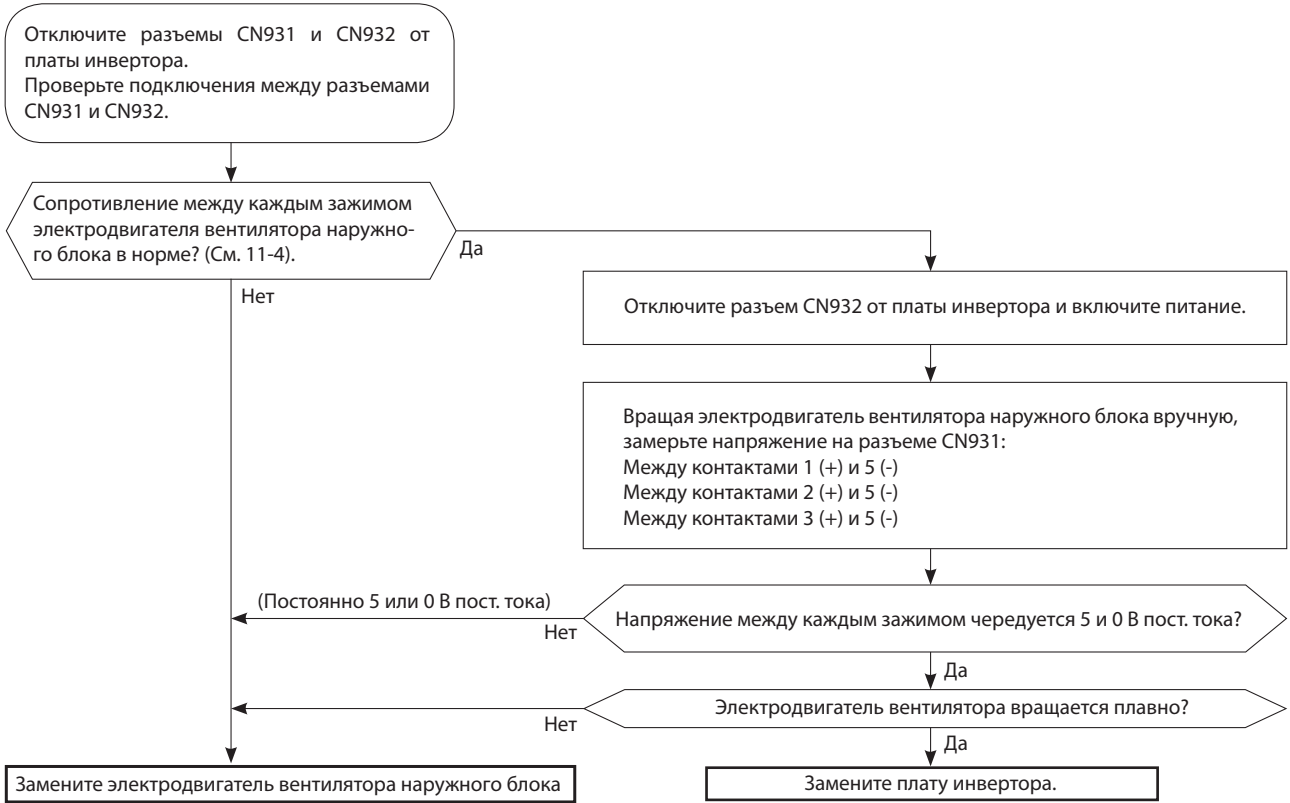 Отключите разъемы CN931 и CN932 от
платы инвертора.
Проверьте подключения между разъемами
CN931 и CN932.
Сопротивление между каждым зажимом
электродвигателя вентилятора наружно-
го блока в норме? (См. 11-4).
Да
Нет
Отключите разъем CN932 от платы инвертора и включите питание.
Вращая электродвигатель вентилятора наружного блока вручную,
замерьте напряжение на разъеме CN931:
Между контактами 1 (+) и 5 (-)
Между контактами 2 (+) и 5 (-)
Между контактами 3 (+) и 5 (-)
(Постоянно 5 или 0 В пост. тока)
Нет
Напряжение между каждым зажимом чередуется 5 и 0 В пост. тока?
Да
Нет
Электродвигатель вентилятора вращается плавно?
Да
Замените электродвигатель вентилятора наружного блока
Замените плату инвертора.